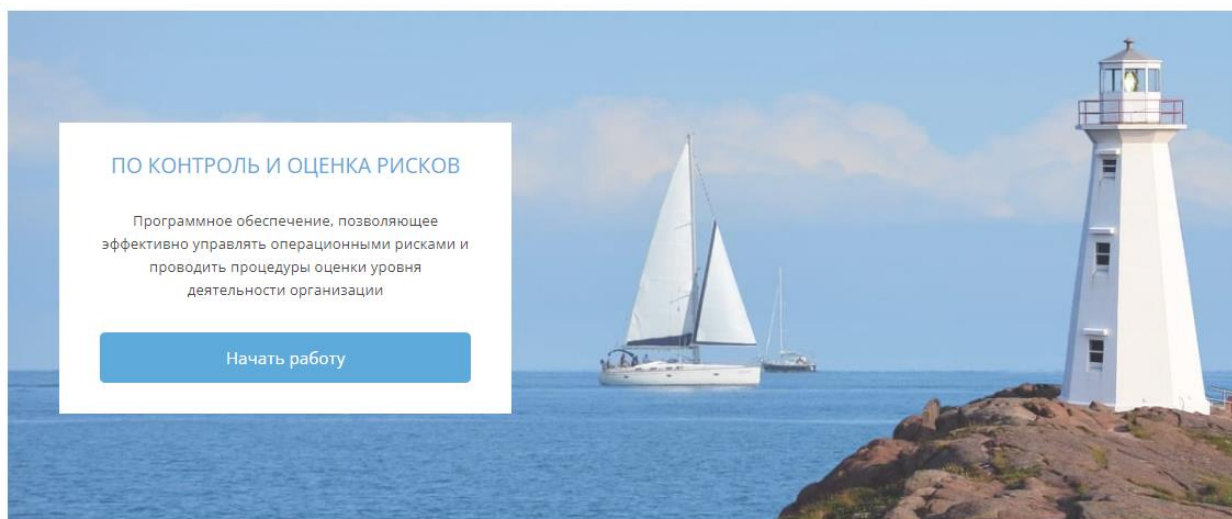 ПО КОНТРОЛЬ И ОЦЕНКА РИСКОВ
Программное обеспечение, позволяющее
эффективно управлять операционными рисками и
проводить процедуры оценки уровня
деятельности организации
Начать работу